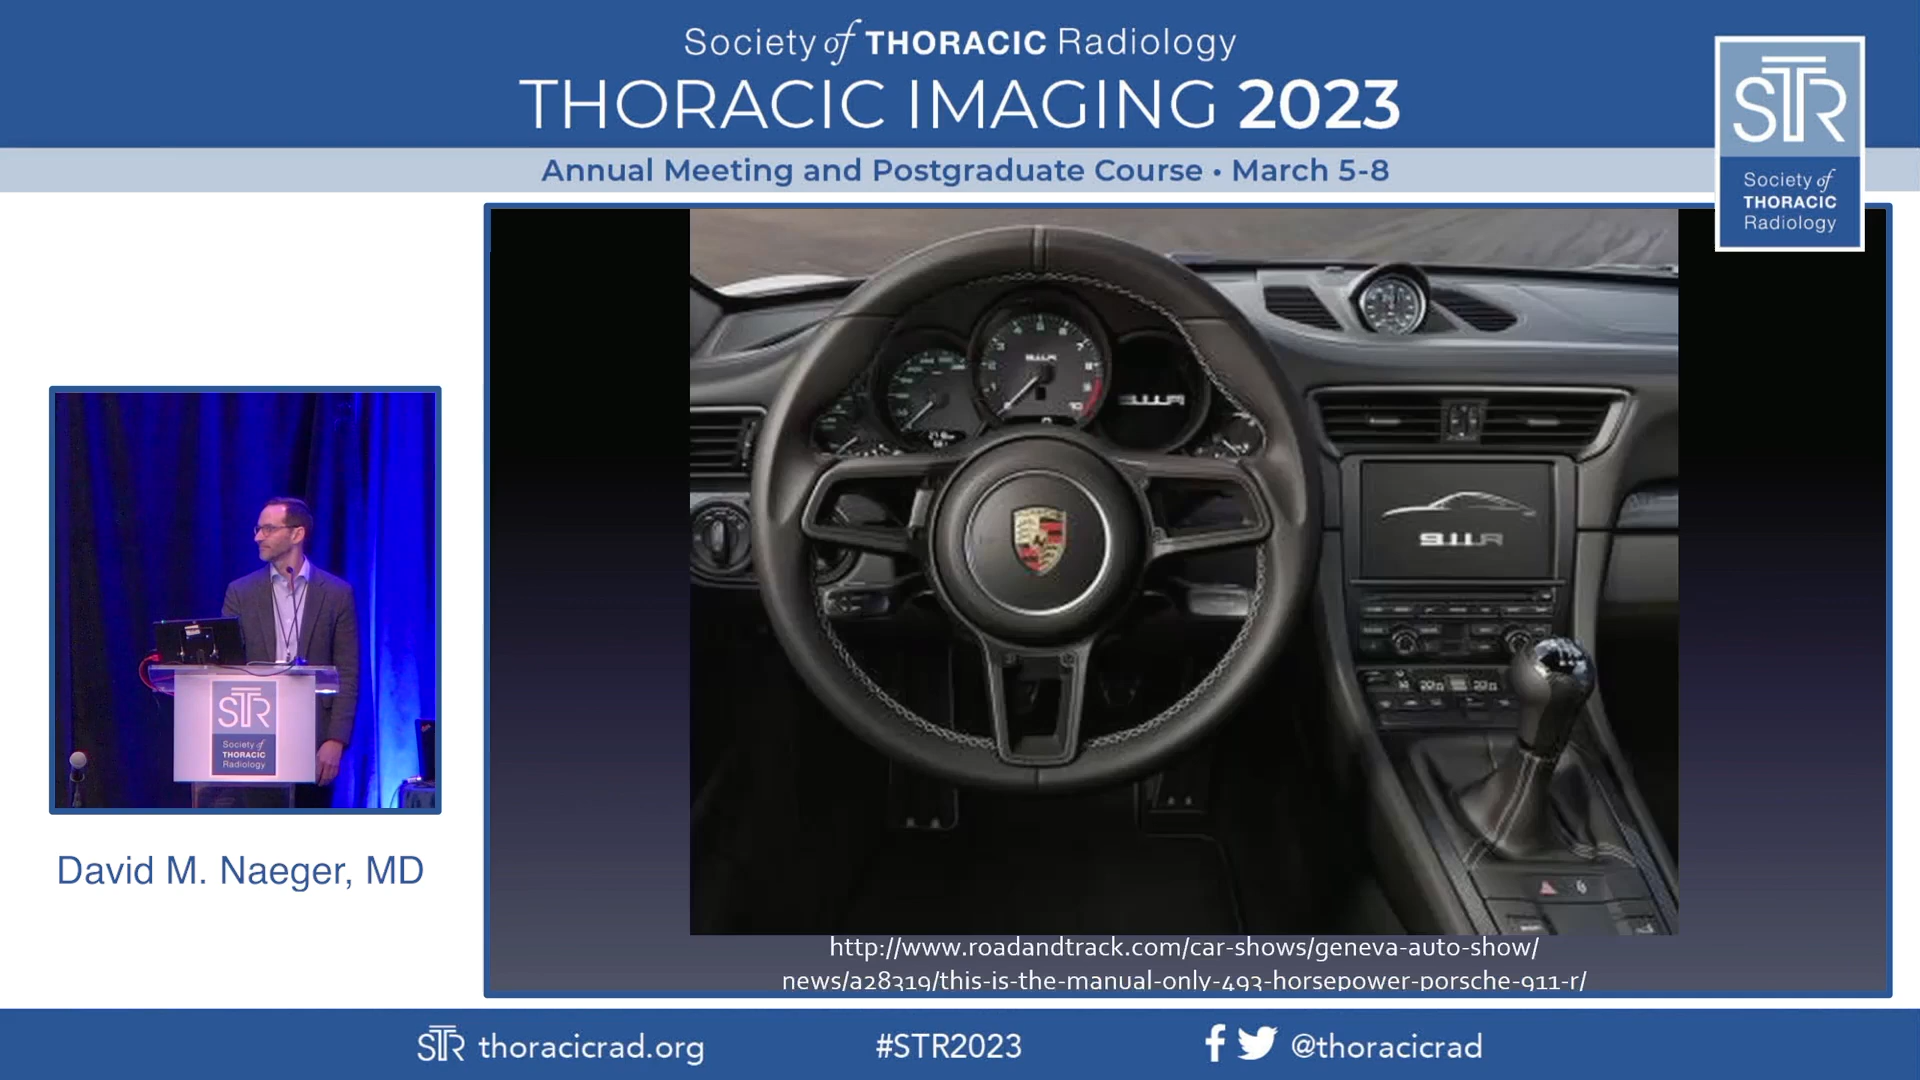 Society of THORACIC Radiology
THORACIC IMAGING 2023
Annual Meeting and Postgraduate Course • March 5-8
STR
Society of
THORACIC
Radiology
911R
911R
911R
STR
Society of
THORACIC
Radiology
David M. Naeger, MD
http://www.roadandtrack.com/car-shows/geneva-auto-show/
news/a28319/this-is-the-manual-only-493-horsepower-porsche-911-r/
STR thoracicrad.org
#STR2023
@thoracicrad